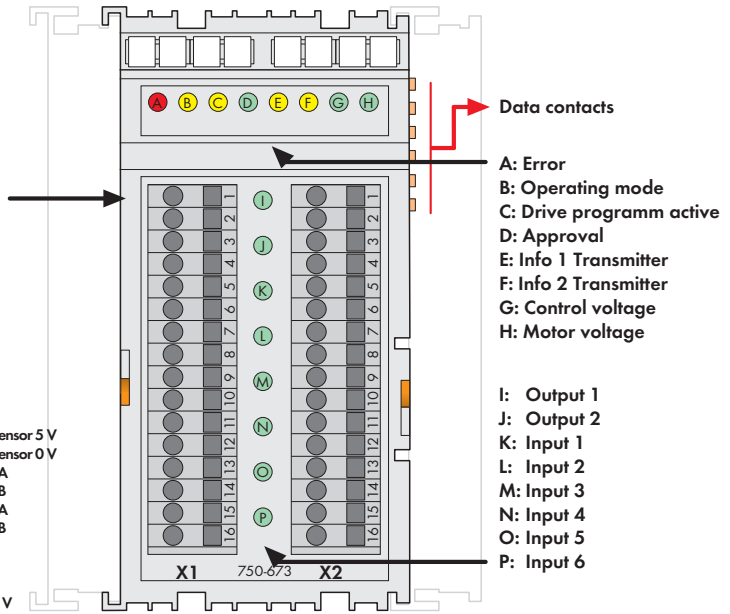 A B C D E F G H
Data contacts
A: Error
B: Operating mode
C: Drive programm active
D: Approval
E: Info 1 Transmitter
F: Info 2 Transmitter
G: Control voltage
H: Motor voltage
1 I 1
2 2
3 J 3
4 4
5 K 5
6 6
7 L 7
8 8
9 M 9
10 10
11 N 11
12 12
13 O 13
14 14
15 P 15
16 16
I: Output 1
J: Output 2
K: Input 1
L: Input 2
M: Input 3
N: Input 4
O: Input 5
P: Input 6
ensor 5 V
ensor 0 V
A
B
A
B
V
X1 750-673 X2